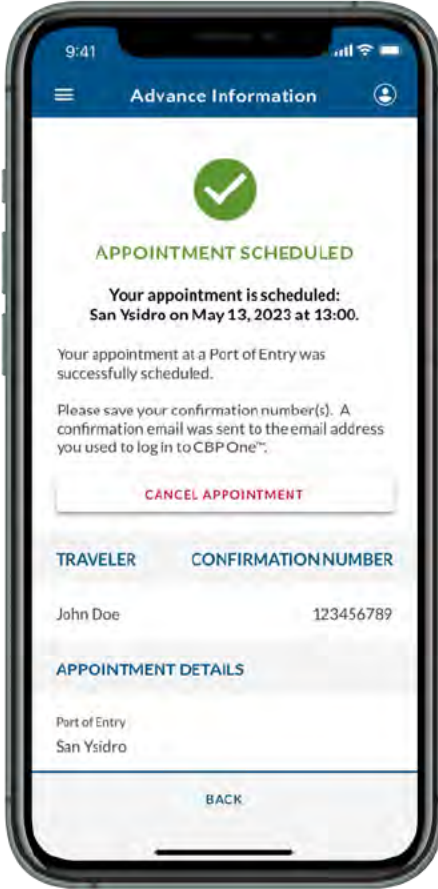 9:41
Advance Information
APPOINTMENT SCHEDULED
Your appointment is scheduled:
San Ysidro on May 13, 2023 at 13:00.
Your appointment at a Port of Entry was
successfully scheduled.
Please save your confirmation number(s). A
confirmation email was sent to the email address
you used to log in to CBP One™.
CANCEL APPOINTMENT
TRAVELER CONFIRMATION NUMBER
John Doe 123456789
APPOINTMENT DETAILS
Port of Entry
San Ysidro
BACK